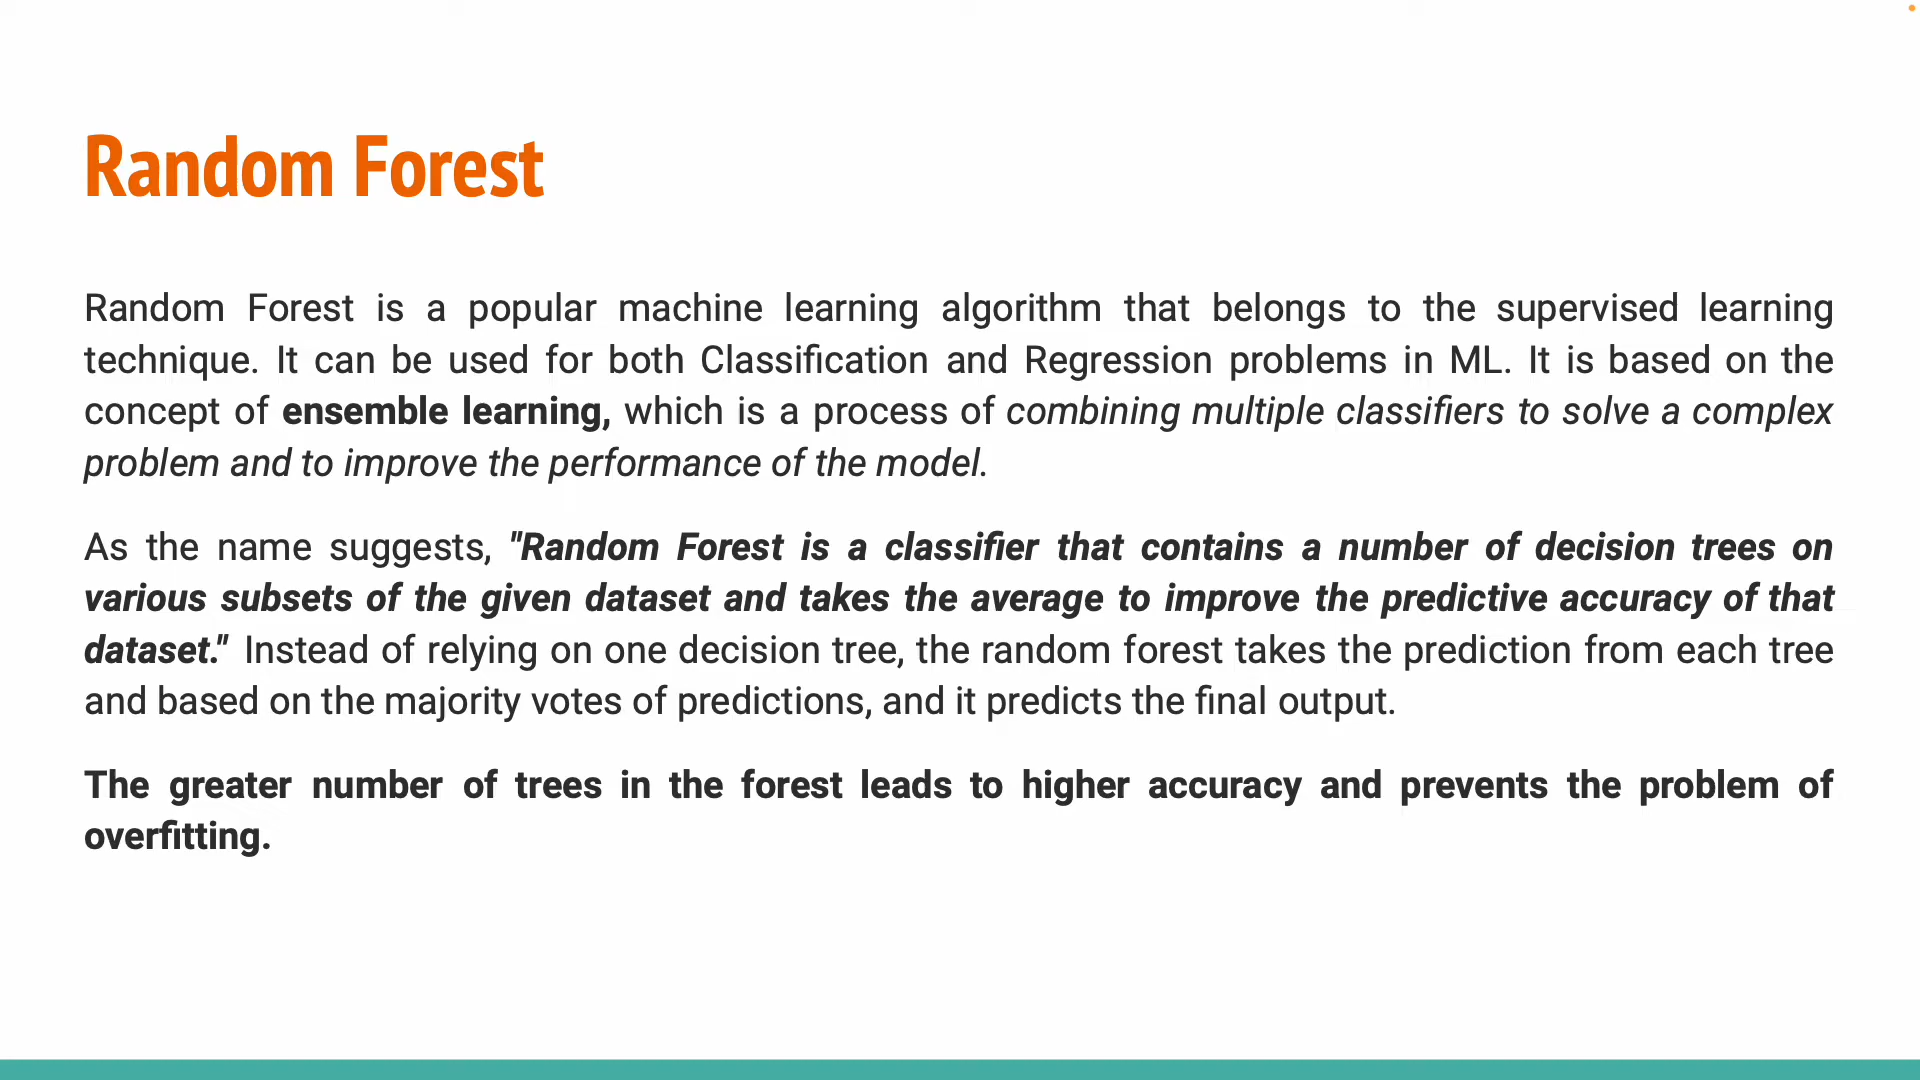 Random Forest
Random Forest is a popular machine learning algorithm that belongs to the supervised learning
technique. It can be used for both Classification and Regression problems in ML. It is based on the
concept of ensemble learning, which is a process of combining multiple classifiers to solve a complex
problem and to improve the performance of the model.
As the name suggests, "Random Forest is a classifier that contains a number of decision trees on
various subsets of the given dataset and takes the average to improve the predictive accuracy of that
dataset." Instead of relying on one decision tree, the random forest takes the prediction from each tree
and based on the majority votes of predictions, and it predicts the final output.
The greater number of trees in the forest leads to higher accuracy and prevents the problem of
overfitting.